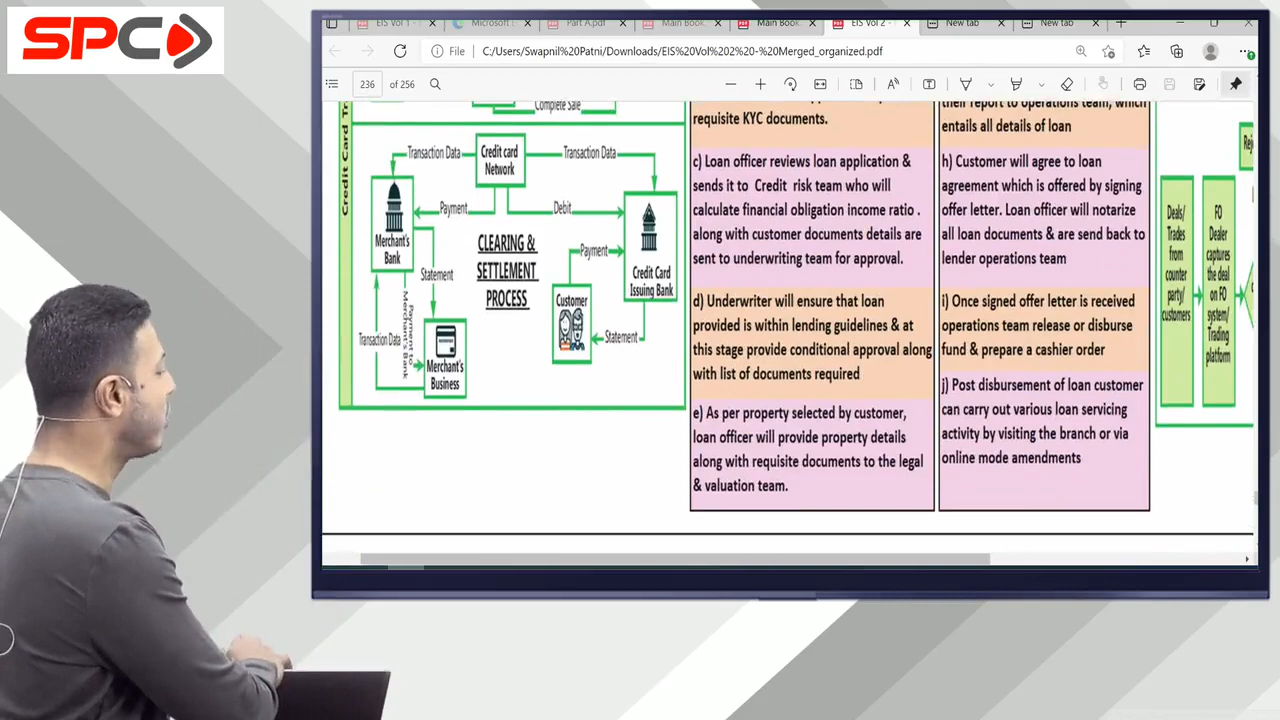 SPC
EIS Vol 1 -
Microsoft
Part A.pdf
Main Book.
Main Book.
EIS Vol 2 -
New tab
New tab
File
C:/Users/Swapnil%20Patni/Downloads/EIS%20Vol%202%20-%20Merged_organized.pdf
236 of 256
Credit Card Tr
Complete Sale
Transaction Data
Credit card
Network
Transaction Data
Payment
Debit
Merchant's
Bank
CLEARING &
SETTLEMENT
PROCESS
Payment
Credit Card
Issuing Bank
Statement
Customer
Transaction Data
Payment to
Merchant's Bank
Statement
Merchant's
Business
requisite KYC documents.
c) Loan officer reviews loan application &
sends it to Credit risk team who will
calculate financial obligation income ratio .
along with customer documents details are
sent to underwriting team for approval.
d) Underwriter will ensure that loan
provided is within lending guidelines & at
this stage provide conditional approval along
with list of documents required
e) As per property selected by customer,
loan officer will provide property details
along with requisite documents to the legal
& valuation team.
their report to operations team, which
entails all details of loan
h) Customer will agree to loan
agreement which is offered by signing
offer letter. Loan officer will notarize
all loan documents & are send back to
lender operations team
i) Once signed offer letter is received
operations team release or disburse
fund & prepare a cashier order
j) Post disbursement of loan customer
can carry out various loan servicing
activity by visiting the branch or via
online mode amendments
Rej
Deals/
Trades
from
counter
party/
customers
FO
Dealer
captures
the deal
on FO
system/
Trading
platform